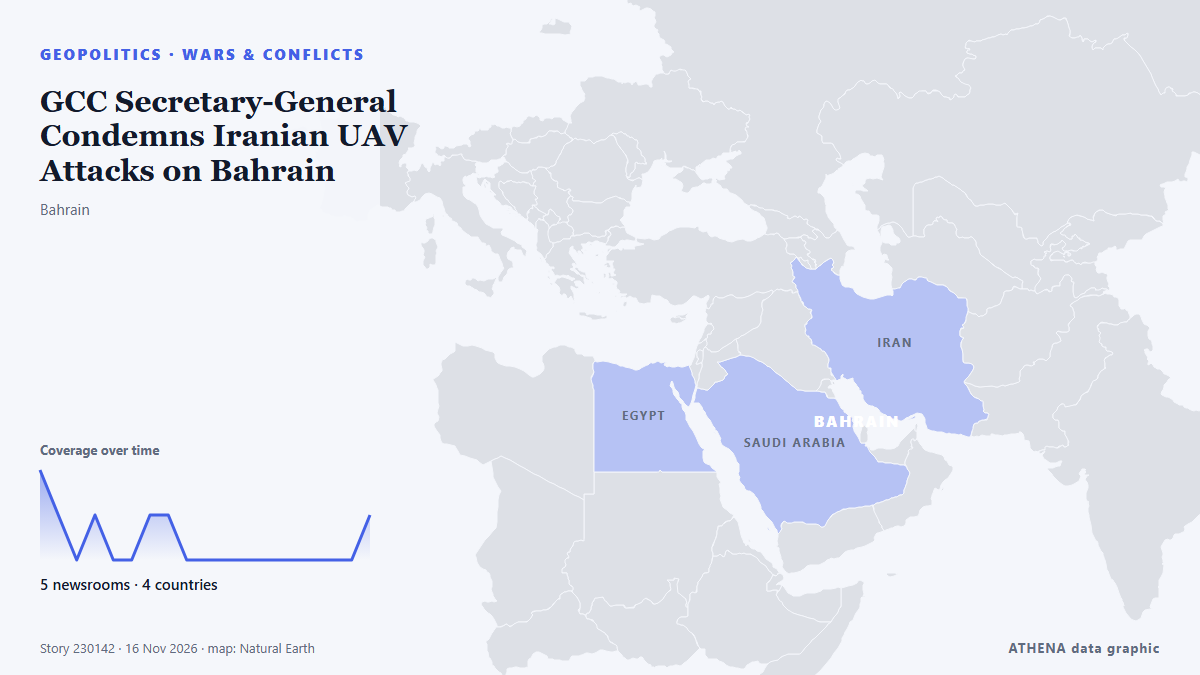 GEOPOLITICS · WARS & CONFLICTS
GCC Secretary-General
Condemns Iranian UAV
Attacks on Bahrain
Bahrain
IRAN
EGYPT
BAHRAIN
SAUDI ARABIA
Coverage over time
5 newsrooms · 4 countries
Story 230142 · 16 Nov 2026 · map: Natural Earth
ATHENA data graphic